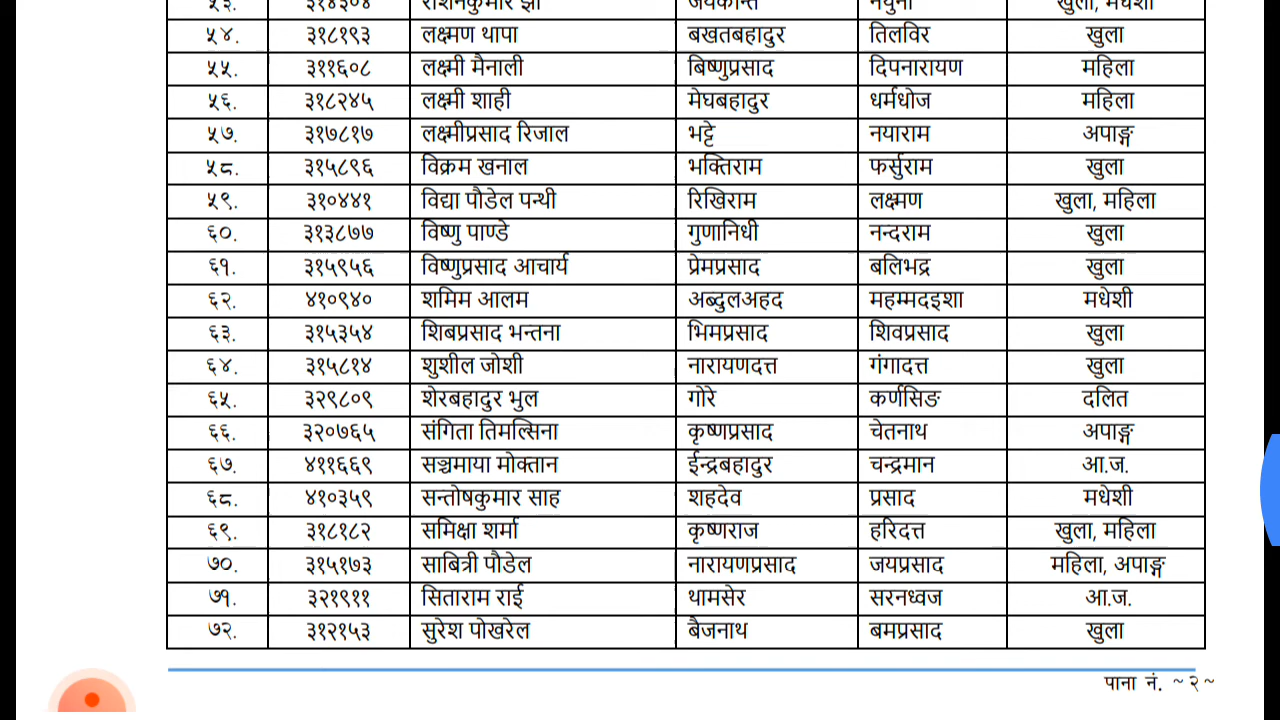 ५४. ३१८१९३ लक्ष्मण थापा बखतबहादुर तिलविर खुला
५५. ३११६०८ लक्ष्मी मैनाली बिष्णुप्रसाद दिपनारायण महिला
५६. ३१८२४५ लक्ष्मी शाही मेघबहादुर धर्मधोज महिला
५७. ३१७८१७ लक्ष्मीप्रसाद रिजाल भट्टे नयाराम अपाङ्ग
५८. ३१५८९६ विक्रम खनाल भक्तिराम फर्सुराम खुला
५९. ३१०४४१ विद्या पौडेल पन्थी रिखिराम लक्ष्मण खुला, महिला
६०. ३१३८७७ विष्णु पाण्डे गुणानिधी नन्दराम खुला
६१. ३१५९५६ विष्णुप्रसाद आचार्य प्रेमप्रसाद बलिभद्र खुला
६२. ४१०९४० शमिम आलम अब्दुलअहद महम्मदइशा मधेशी
६३. ३१५३५४ शिबप्रसाद भन्तना भिमप्रसाद शिवप्रसाद खुला
६४. ३१५८१४ शुशील जोशी नारायणदत्त गंगादत्त खुला
६५. ३२९८०९ शेरबहादुर भुल गोरे कर्णसिङ दलित
६६. ३२०७६५ संगिता तिमल्सिना कृष्णप्रसाद चेतनाथ अपाङ्ग
६७. ४११६६९ सञ्चमाया मोक्तान ईन्द्रबहादुर चन्द्रमान आ.ज.
६८. ४१०३५९ सन्तोषकुमार साह शहदेव प्रसाद मधेशी
६९. ३१८१८२ समिक्षा शर्मा कृष्णराज हरिदत्त खुला, महिला
७०. ३१५१७३ साबित्री पौडेल नारायणप्रसाद जयप्रसाद महिला, अपाङ्ग
७१. ३२१९११ सिताराम राई थामसेर सरनध्वज आ.ज.
७२. ३१२१५३ सुरेश पोखरेल बैजनाथ बमप्रसाद खुला
पाना नं. ~२~